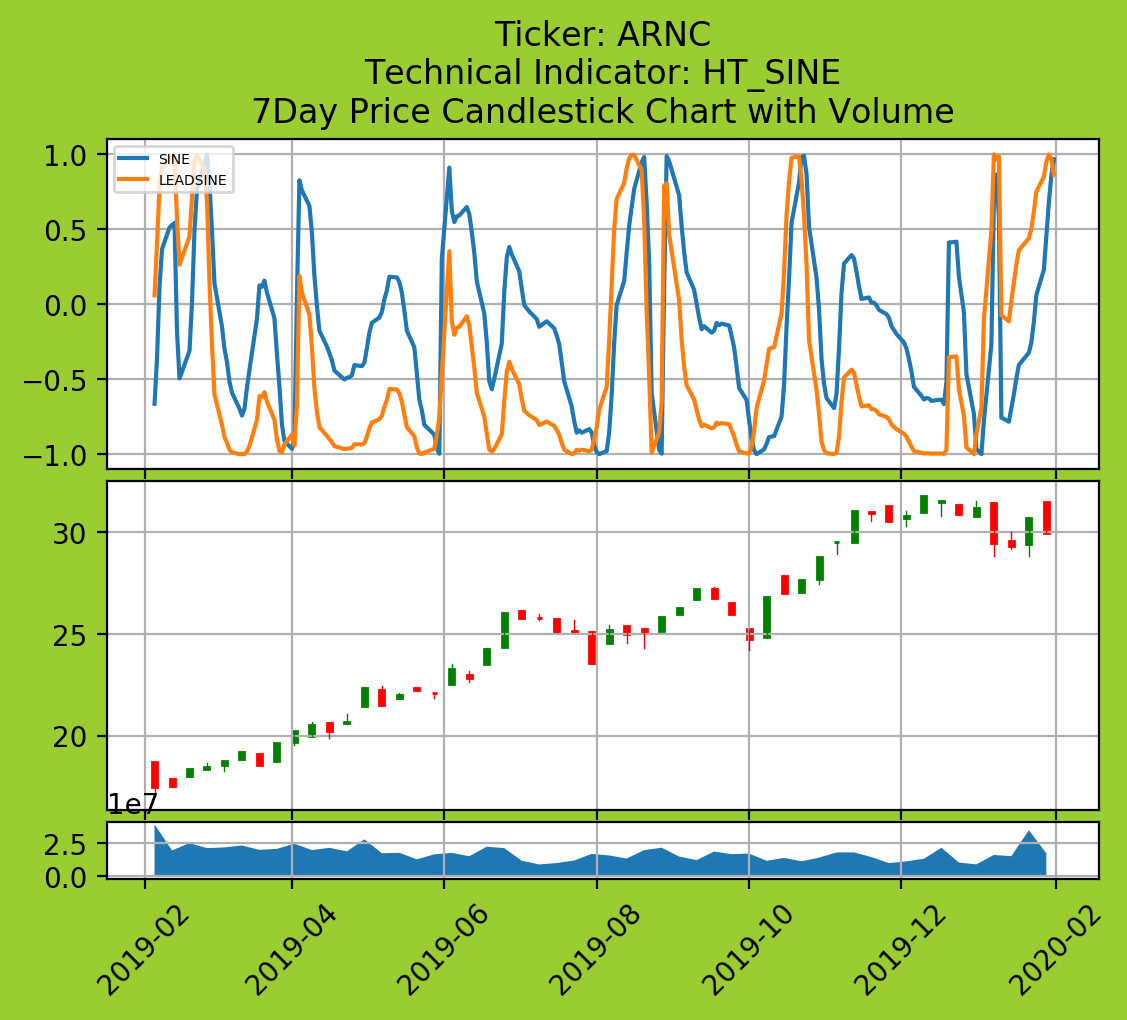 Ticker: ARNC
Technical Indicator: HT_SINE
7Day Price Candlestick Chart with Volume
1.0
0.5
0.0
−0.5
−1.0
SINE
LEADSINE
30
25
20
1e7
2.5
0.0
2019-02
2019-04
2019-06
2019-08
2019-10
2019-12
2020-02